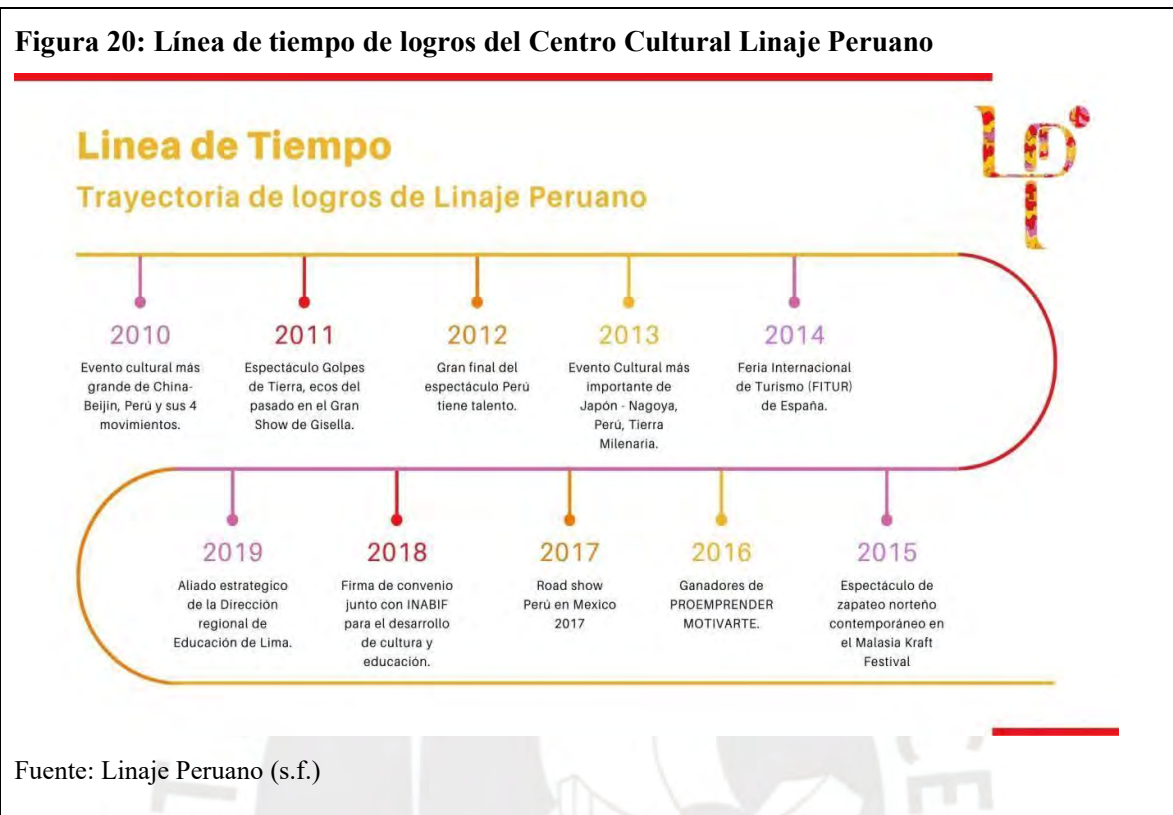 Figura 20: Línea de tiempo de logros del Centro Cultural Linaje Peruano
Linea de Tiempo
Trayectoria de logros de Linaje Peruano
2010
Evento cultural más
grande de China-
Beijin, Perú y sus 4
movimientos.
2011
Espectáculo Golpes
de Tierra, ecos del
pasado en el Gran
Show de Gisella.
2012
Gran final del
espectáculo Perú
tiene talento.
2013
Evento Cultural más
importante de
Japón - Nagoya,
Perú, Tierra
Milenaria.
2014
Feria Internacional
de Turismo (FITUR)
de España.
2019
Aliado estrategico
de la Dirección
regional de
Educación de Lima.
2018
Firma de convenio
junto con INABIF
para el desarrollo
de cultura y
educación.
2017
Road show
Perú en Mexico
2017
2016
Ganadores de
PROEMPRENDER
MOTIVARTE.
2015
Espectáculo de
zapateo norteño
contemporáneo en
el Malasia Kraft
Festival
Fuente: Linaje Peruano (s.f.)